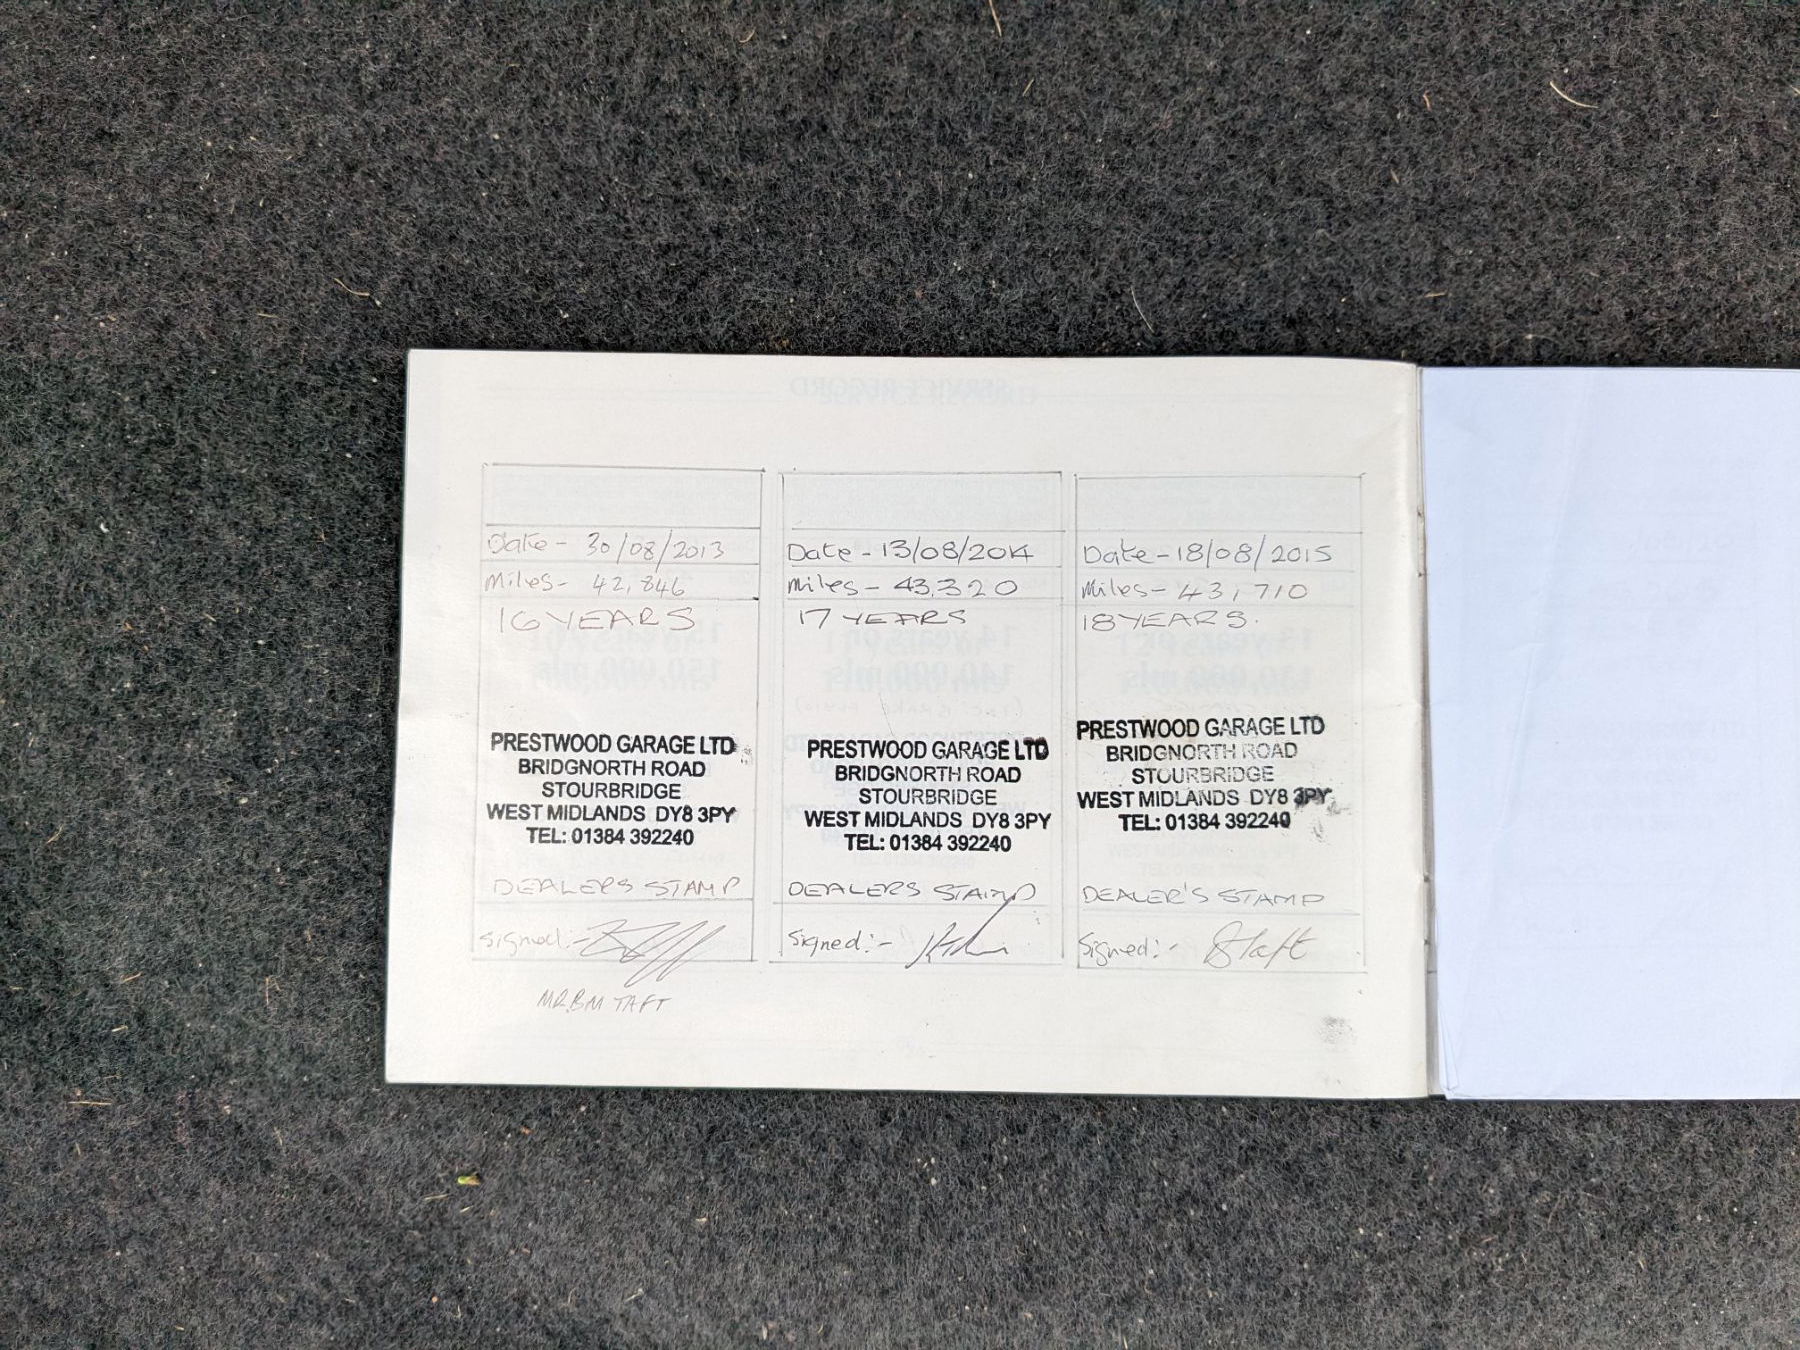 Date - 30/08/2013
Miles - 42,846
16 YEARS
PRESTWOOD GARAGE LTD
BRIDGNORTH ROAD
STOURBRIDGE
WEST MIDLANDS DY8 3PY
TEL: 01384 392240
DEALERS STAMP
Signed:-
MR.BM TAFT
Date - 13/08/2014
Miles - 43,320
17 YEARS
PRESTWOOD GARAGE LTD
BRIDGNORTH ROAD
STOURBRIDGE
WEST MIDLANDS DY8 3PY
TEL: 01384 392240
DEALERS STAMP
Signed:-
Date - 18/08/2015
Miles - 43,710
18 YEARS.
PRESTWOOD GARAGE LTD
BRIDGNORTH ROAD
STOURBRIDGE
WEST MIDLANDS DY8 3PY
TEL: 01384 392240
DEALER'S STAMP
Signed:-